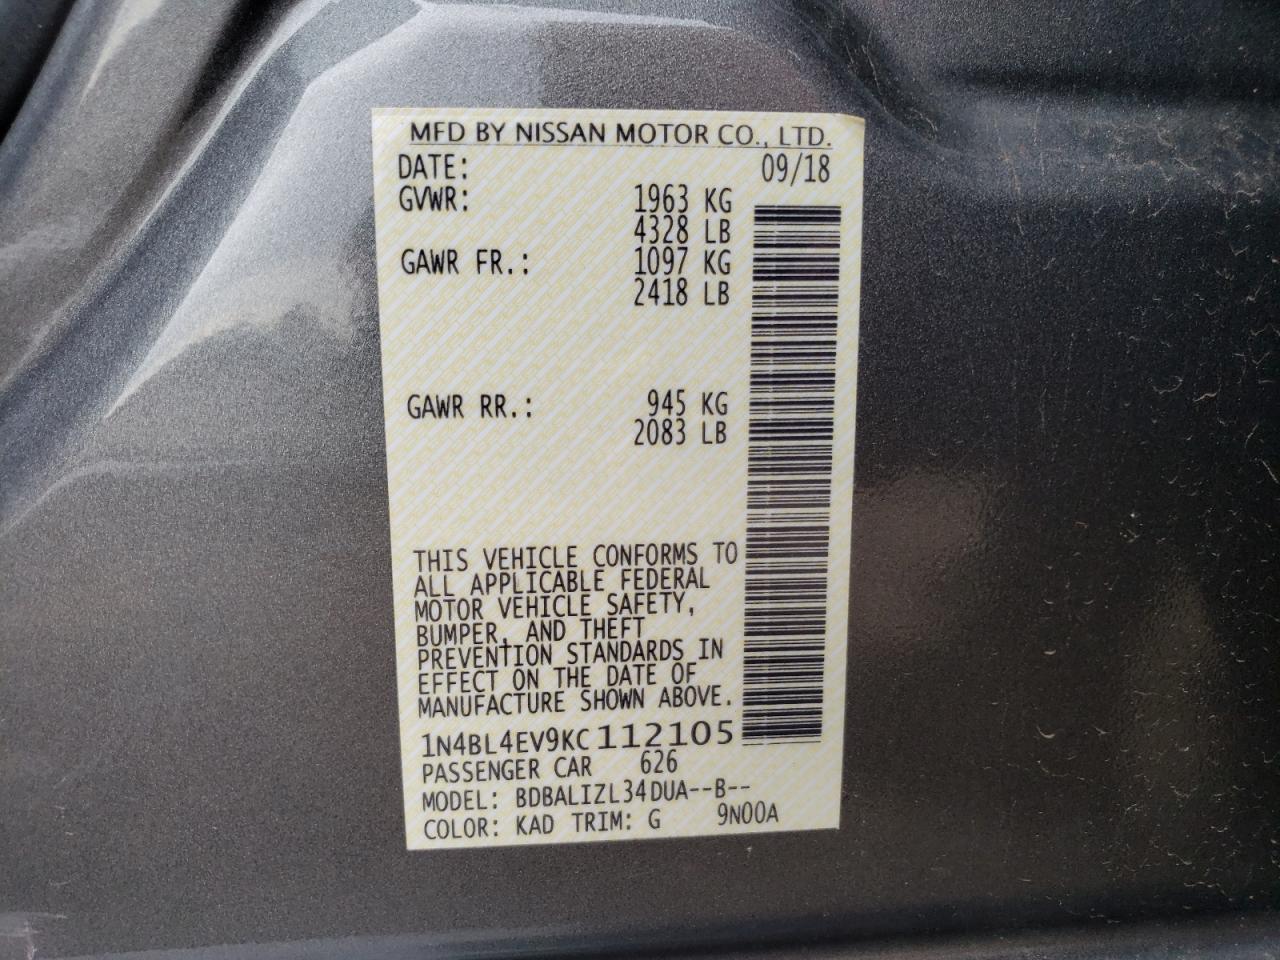 MFD BY NISSAN MOTOR CO., LTD.
DATE: 09/18
GVWR: 1963 KG
4328 LB
GAWR FR.: 1097 KG
2418 LB
GAWR RR.: 945 KG
2083 LB
THIS VEHICLE CONFORMS TO
ALL APPLICABLE FEDERAL
MOTOR VEHICLE SAFETY,
BUMPER, AND THEFT
PREVENTION STANDARDS IN
EFFECT ON THE DATE OF
MANUFACTURE SHOWN ABOVE.
1N4BL4EV9KC112105
PASSENGER CAR 626
MODEL: BDBALIZL34DUA--B--
COLOR: KAD TRIM: G 9N00A